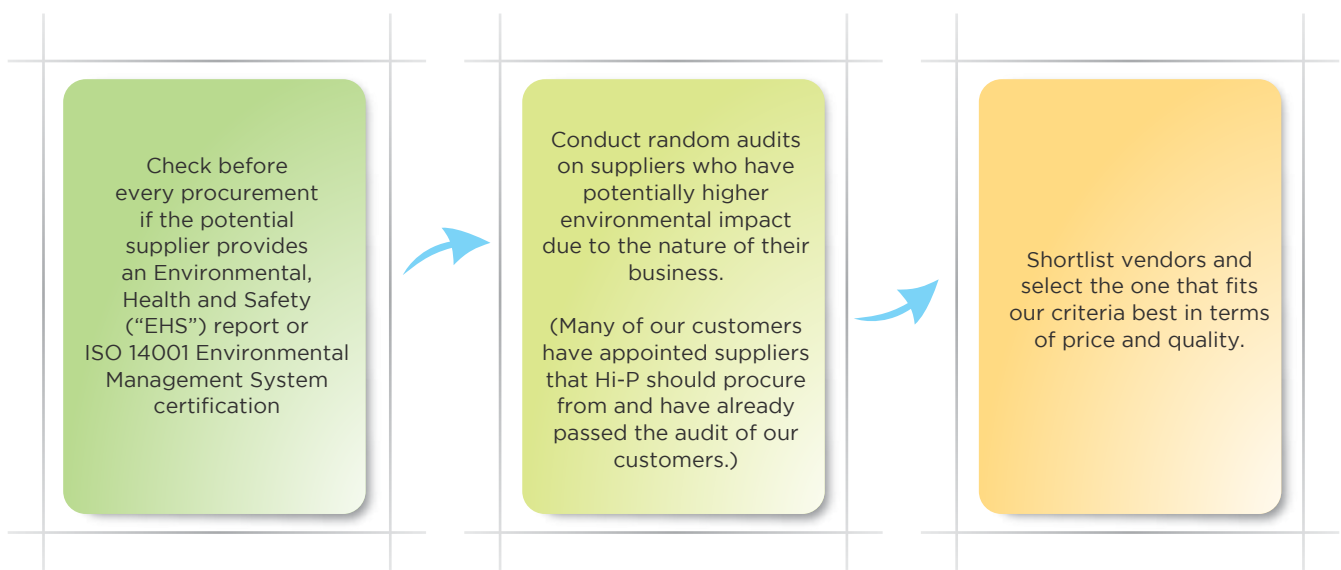 Check before
every procurement
if the potential
supplier provides
an Environmental,
Health and Safety
(“EHS”) report or
ISO 14001 Environmental
Management System
certification
Conduct random audits
on suppliers who have
potentially higher
environmental impact
due to the nature of their
business.
(Many of our customers
have appointed suppliers
that Hi-P should procure
from and have already
passed the audit of our
customers.)
Shortlist vendors and
select the one that fits
our criteria best in terms
of price and quality.